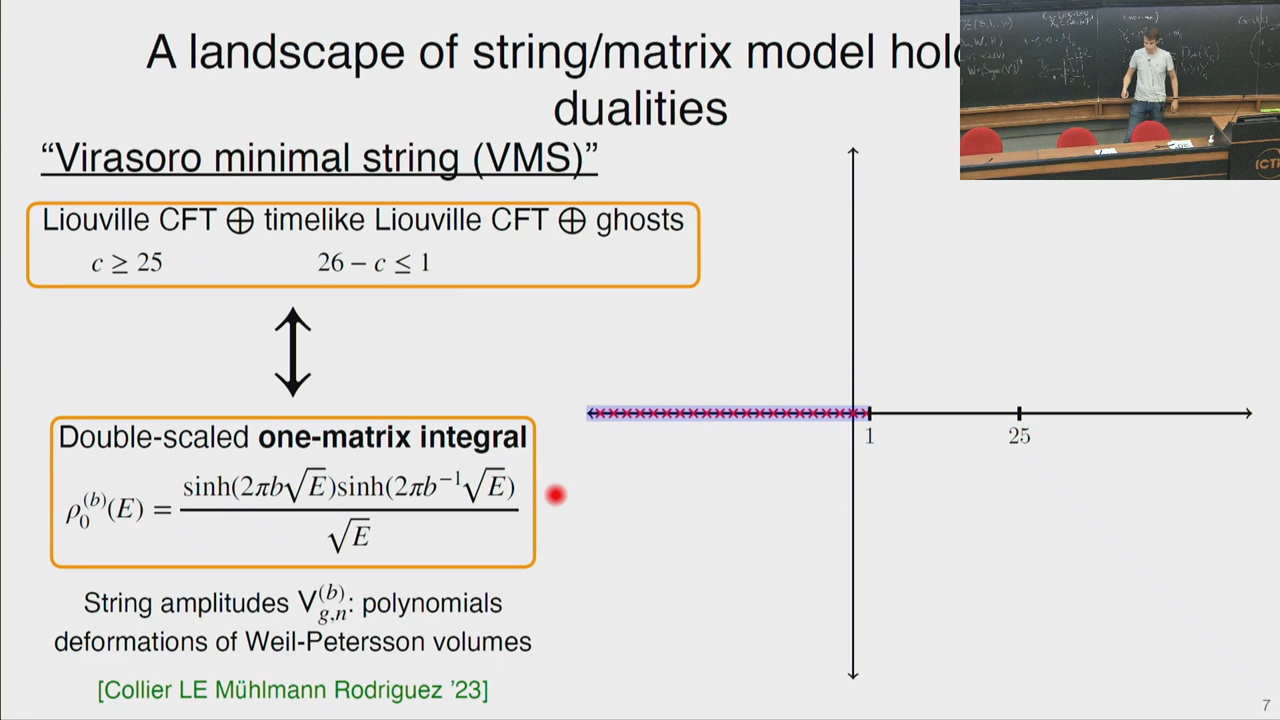 A landscape of string/matrix model hol
dualities
“Virasoro minimal string (VMS)”
Liouville CFT ⊕ timelike Liouville CFT ⊕ ghosts
c ≥ 25
26 − c ≤ 1
1
25
Double-scaled one-matrix integral
ρ₀^{(b)}(E) = sinh(2πb√E)sinh(2πb⁻¹√E) / √E
String amplitudes V_{g,n}^{(b)}: polynomials
deformations of Weil-Petersson volumes
[Collier LE Mühlmann Rodriguez ’23]
7